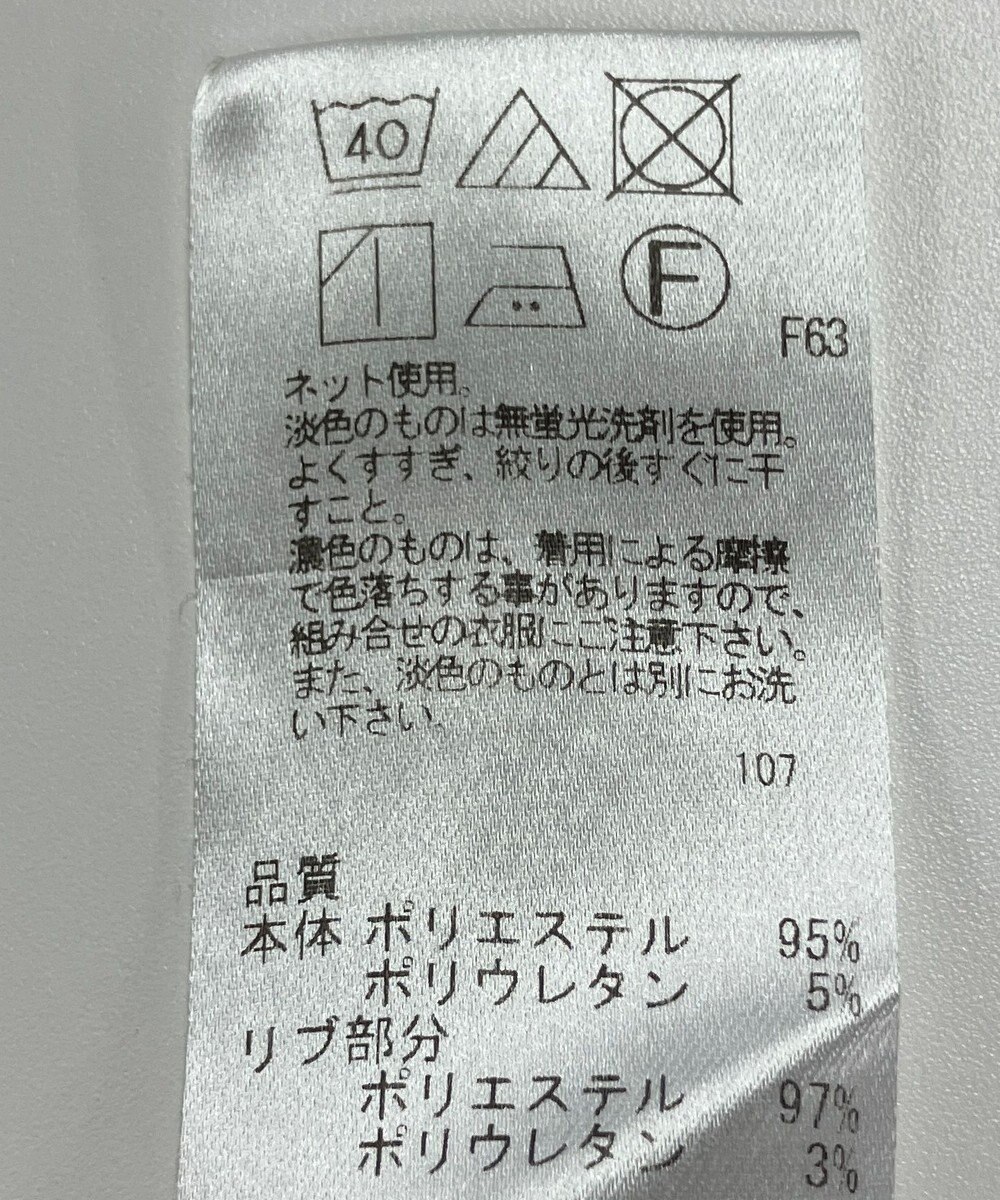 40
F
F63
ネット使用。
淡色のものは無蛍光洗剤を使用。
よくすすぎ、絞りの後すぐに干
すこと。
濃色のものは、着用による摩擦
で色落ちする事がありますので、
組み合せの衣服にご注意下さい。
また、淡色のものとは別にお洗
い下さい。
107
品質
本体 ポリエステル 95%
ポリウレタン 5%
リブ部分
ポリエステル 97%
ポリウレタン 3%